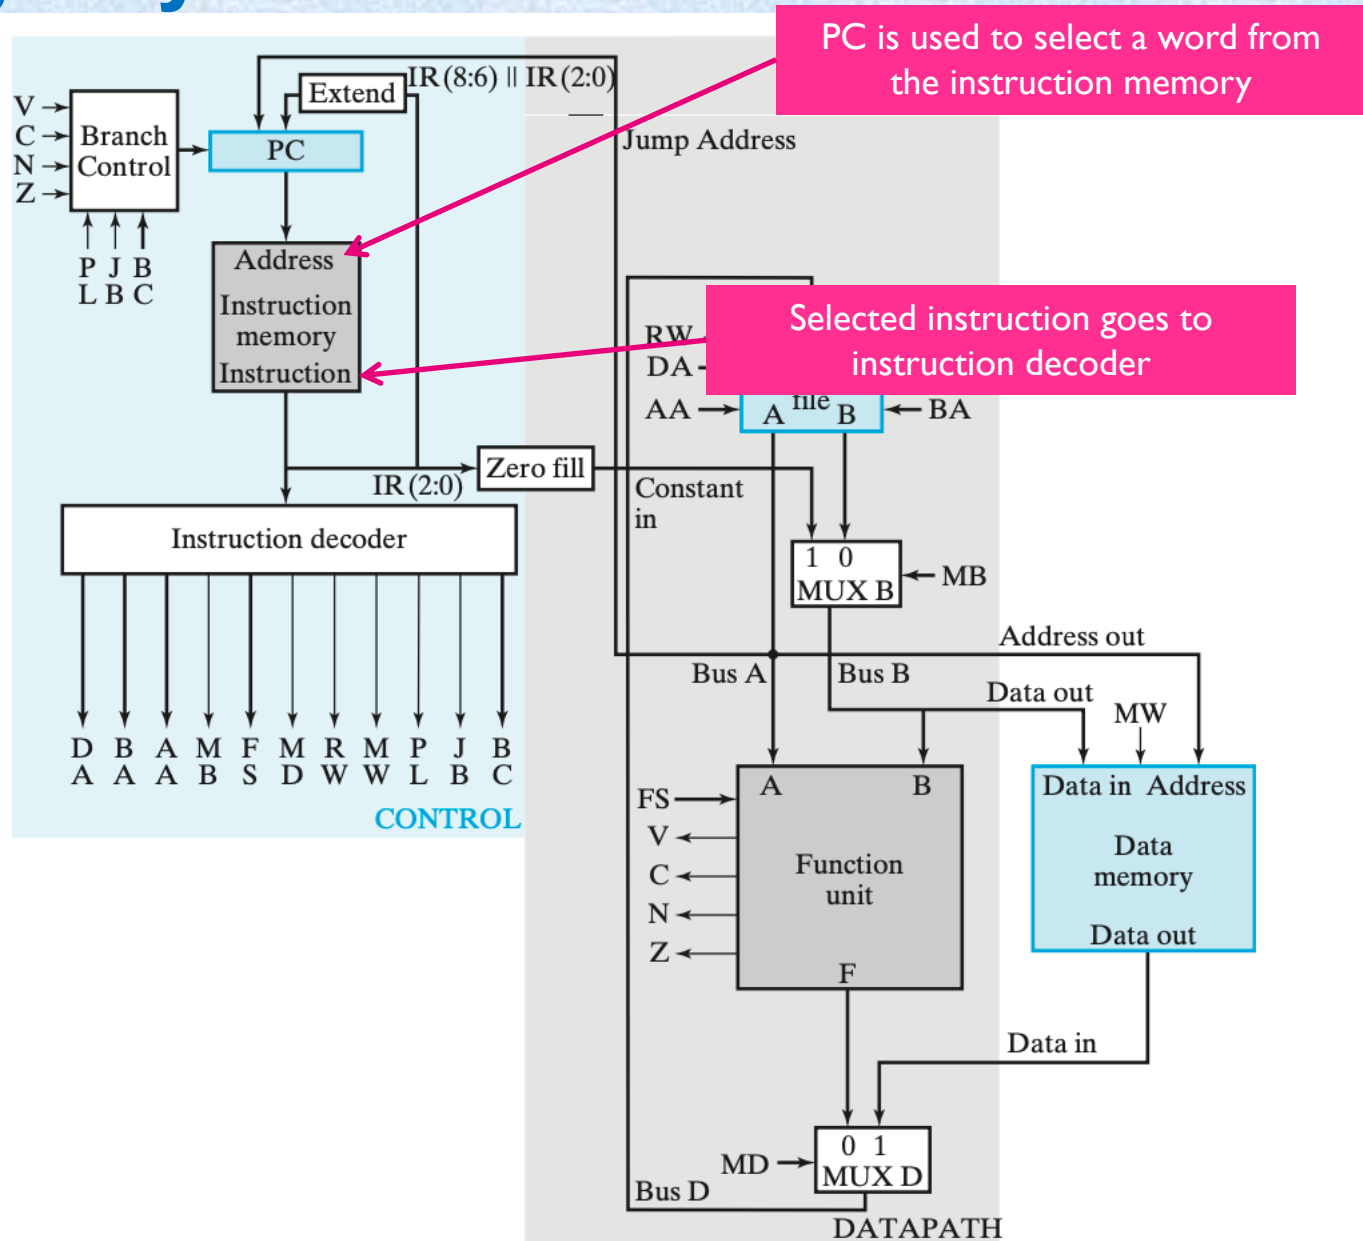 PC is used to select a word from
the instruction memory
IR (8:6) || IR (2:0)
Extend
V
C
N
Z
Branch
Control
PC
Jump Address
P J B
L B C
Address
Instruction
memory
Instruction
Selected instruction goes to
instruction decoder
RW
DA
AA
file
A B
BA
IR (2:0)
Zero fill
Constant
in
Instruction decoder
1 0
MUX B
MB
Address out
Bus A
Bus B
Data out
MW
D B A M F M R M P J B
A A A B S D W W L B C
CONTROL
A B
FS
V
C
N
Z
Function
unit
F
Data in Address
Data
memory
Data out
Data in
0 1
MUX D
MD
Bus D
DATAPATH